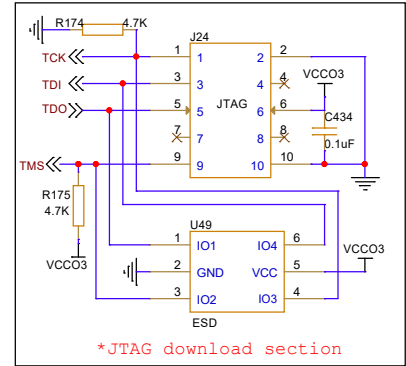 R174 4.7K
J24
TCK 1 1 2 2
TDI 3 3 4 4 VCCO3
TDO 5 5 JTAG 6 6 C434
7 7 8 8 0.1uF
TMS 9 9 10 10
R175
4.7K
U49
VCCO3
1 IO1 IO4 6
2 GND VCC 5 VCCO3
3 IO2 IO3 4
ESD
*JTAG download section